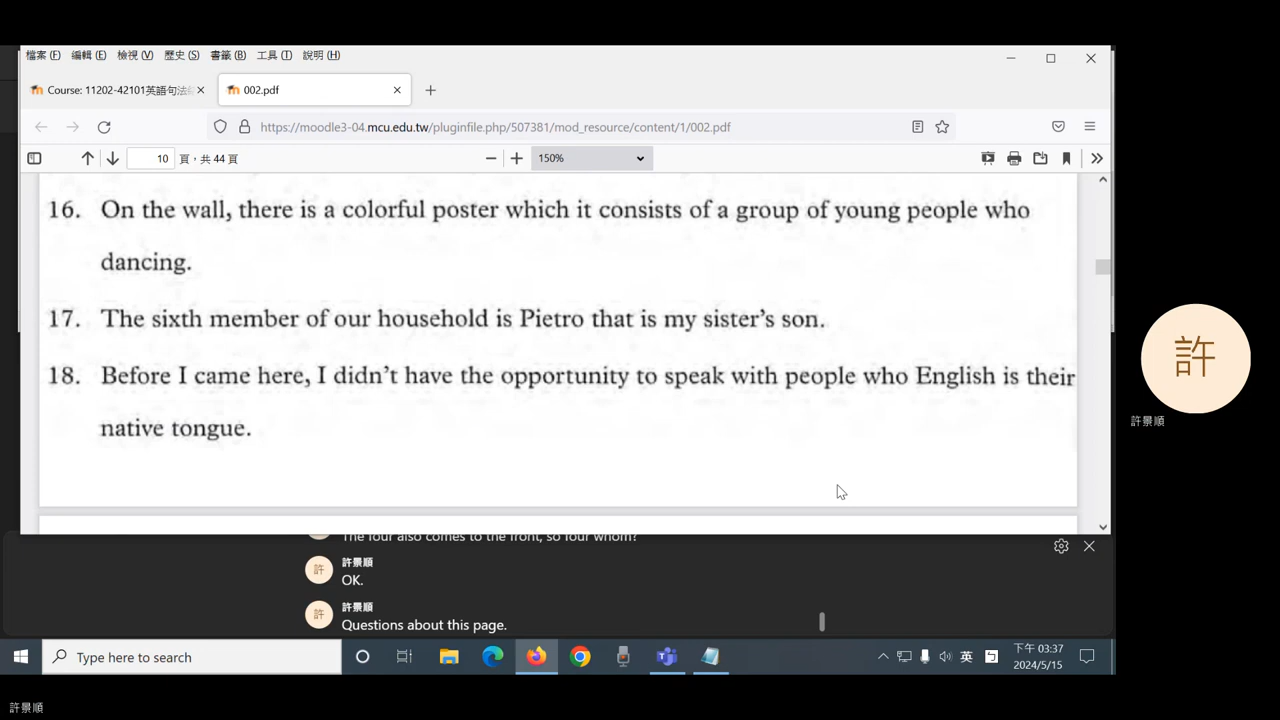 檔案 (F) 編輯 (E) 檢視 (V) 歷史 (S) 書籤 (B) 工具 (T) 說明 (H)
Course: 11202-42101英語句法
002.pdf
https://moodle3-04.mcu.edu.tw/pluginfile.php/507381/mod_resource/content/1/002.pdf
10 頁，共 44 頁
150%
16. On the wall, there is a colorful poster which it consists of a group of young people who
dancing.
17. The sixth member of our household is Pietro that is my sister's son.
18. Before I came here, I didn't have the opportunity to speak with people who English is their
native tongue.
許
許景順
The four also comes to the front, so four whom?
許
許景順
OK.
許
許景順
Questions about this page.
Type here to search
英
下午 03:37
2024/5/15
許景順